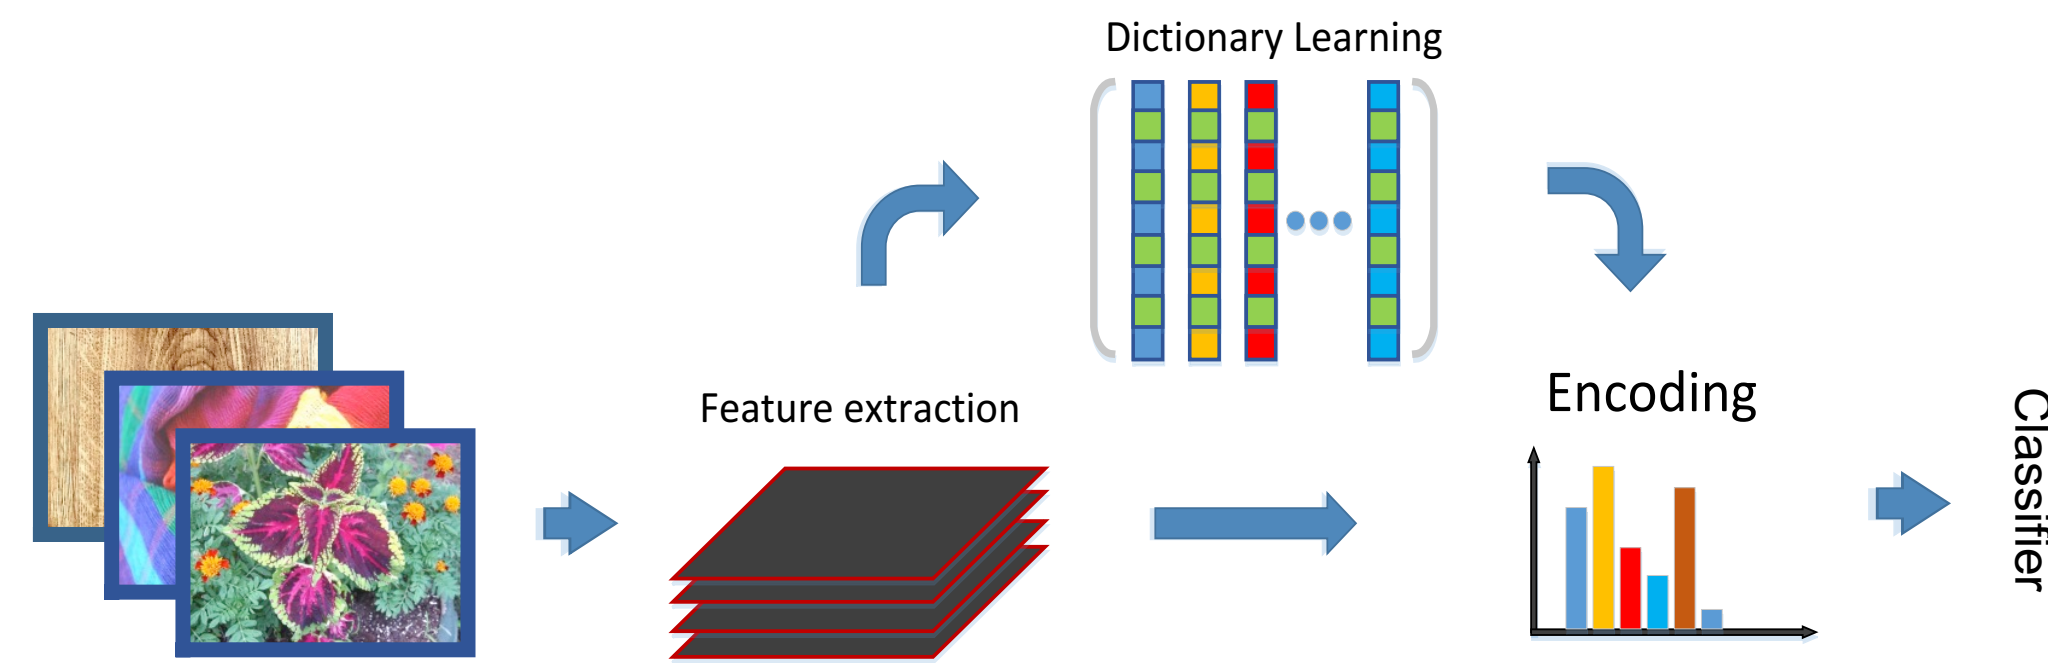 Dictionary Learning
Feature extraction
Encoding
Classifier